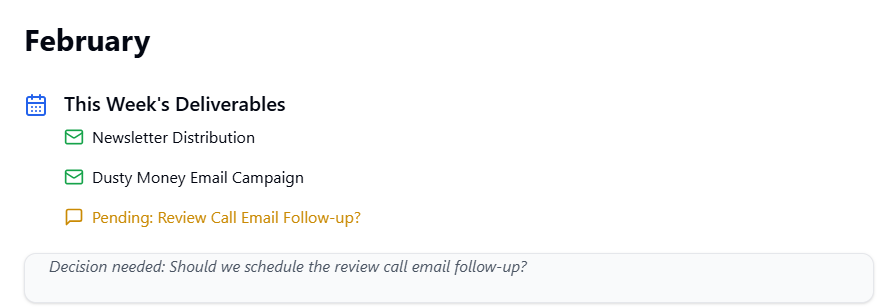 February
This Week's Deliverables
Newsletter Distribution
Dusty Money Email Campaign
Pending: Review Call Email Follow-up?
Decision needed: Should we schedule the review call email follow-up?